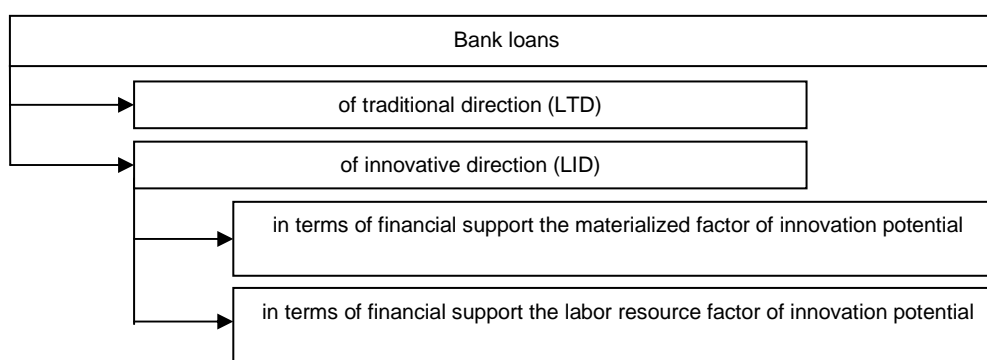 Bank loans
of traditional direction (LTD)
of innovative direction (LID)
in terms of financial support the materialized factor of innovation potential
in terms of financial support the labor resource factor of innovation potential